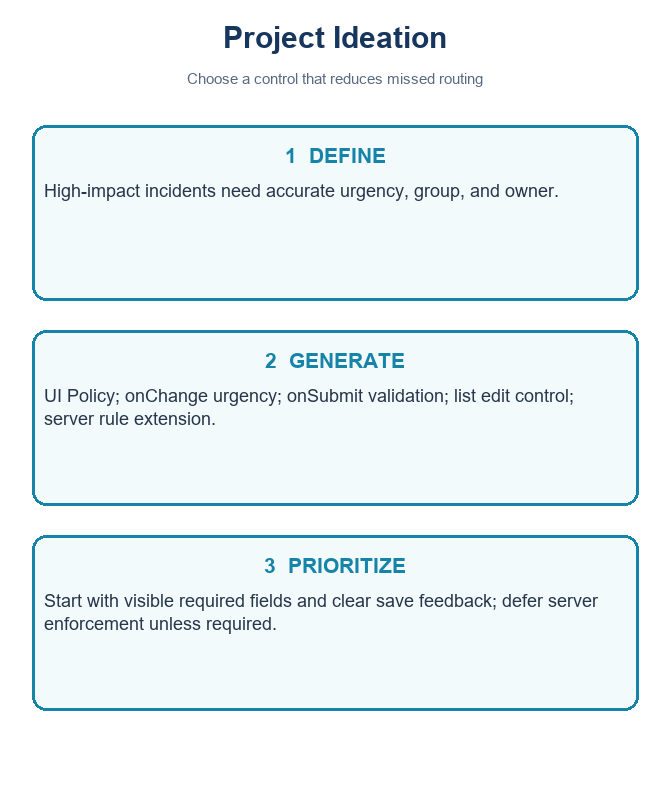 Project Ideation
Choose a control that reduces missed routing
1 DEFINE
High-impact incidents need accurate urgency, group, and owner.
2 GENERATE
UI Policy; onChange urgency; onSubmit validation; list edit control;
server rule extension.
3 PRIORITIZE
Start with visible required fields and clear save feedback; defer server
enforcement unless required.